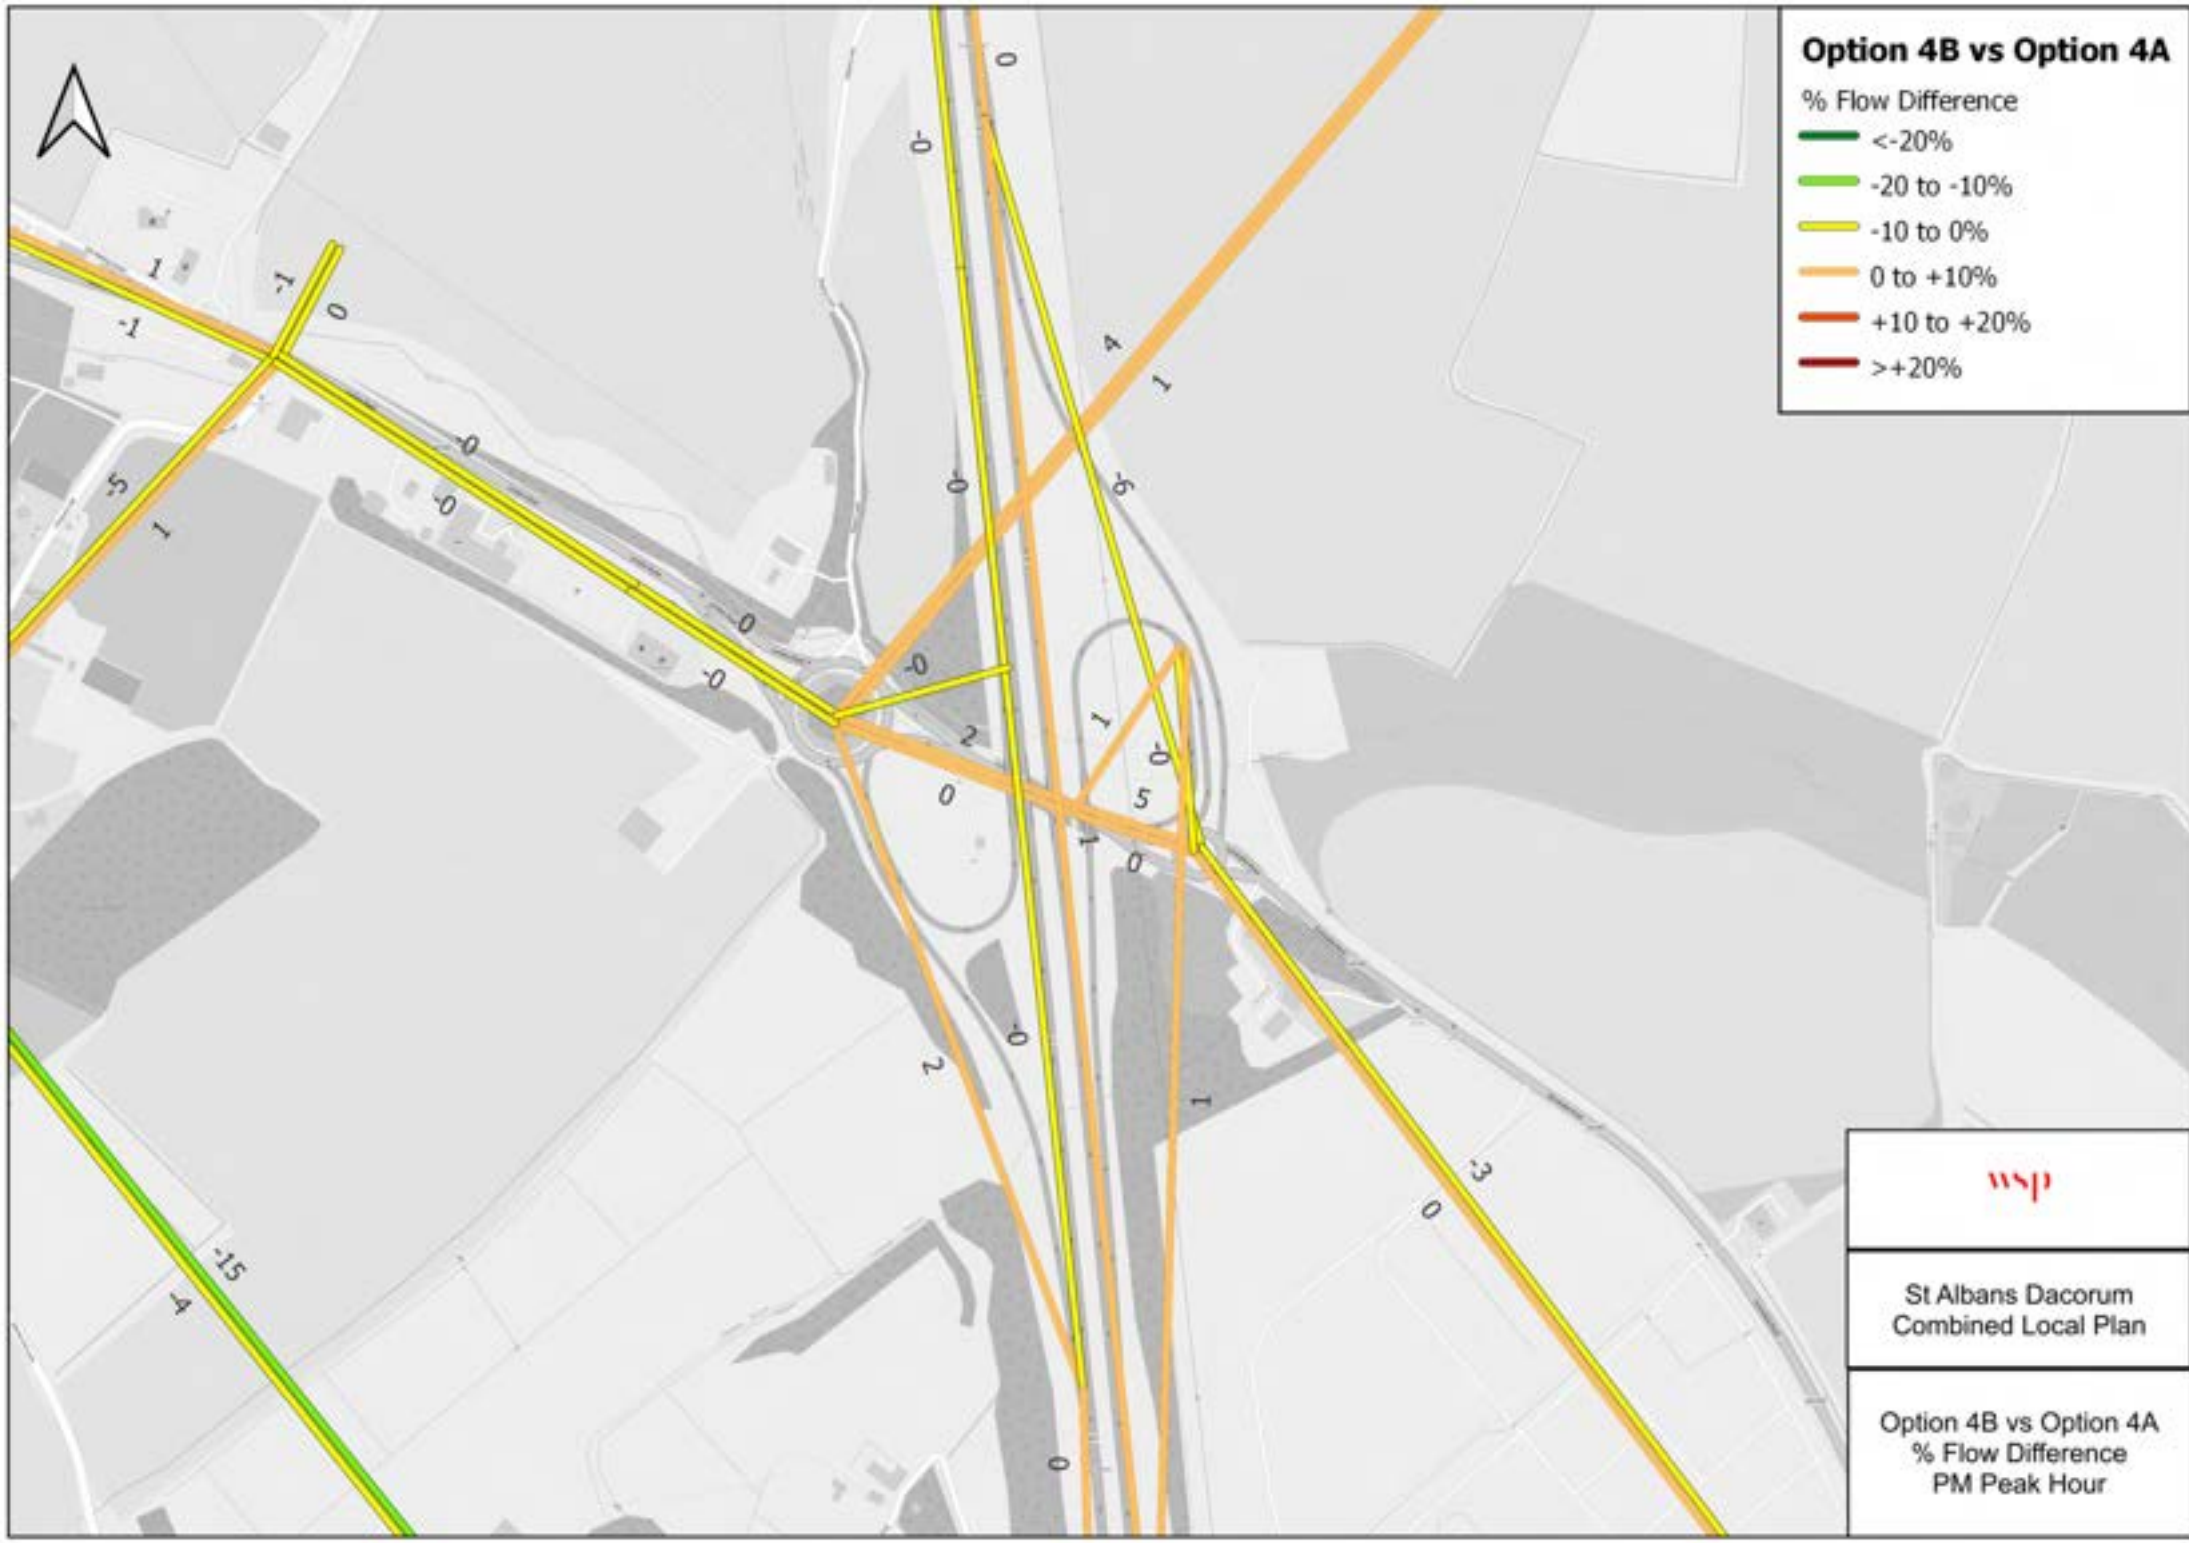 Option 4B vs Option 4A
% Flow Difference
<-20%
-20 to -10%
-10 to 0%
0 to +10%
+10 to +20%
>+20%
0
-0
1
-1
-1
0
4
1
-0
-0
-5
1
-0
-6
-0
-0
-0
2
0
1
-0
5
1
0
-0
2
1
-3
0
-15
-4
0
wsp
St Albans Dacorum
Combined Local Plan
Option 4B vs Option 4A
% Flow Difference
PM Peak Hour